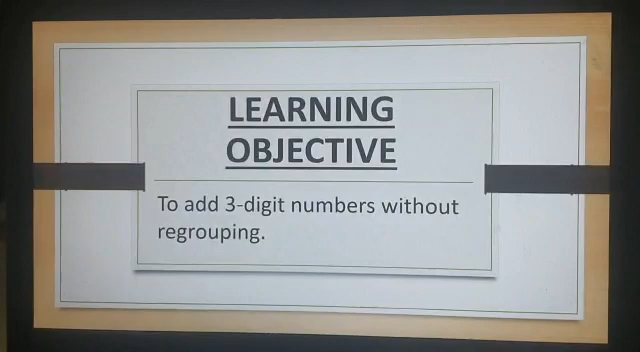 LEARNING
OBJECTIVE
To add 3-digit numbers without
regrouping.